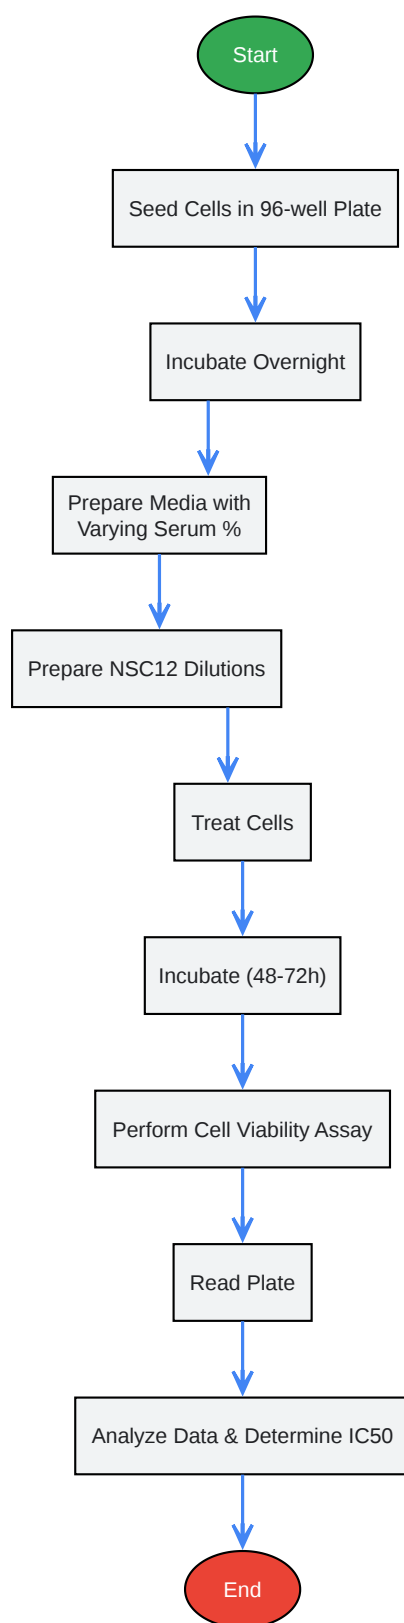 Start
Seed Cells in 96-well Plate
Incubate Overnight
Prepare Media with
Varying Serum %
Prepare NSC12 Dilutions
Treat Cells
Incubate (48-72h)
Perform Cell Viability Assay
Read Plate
Analyze Data & Determine IC50
End